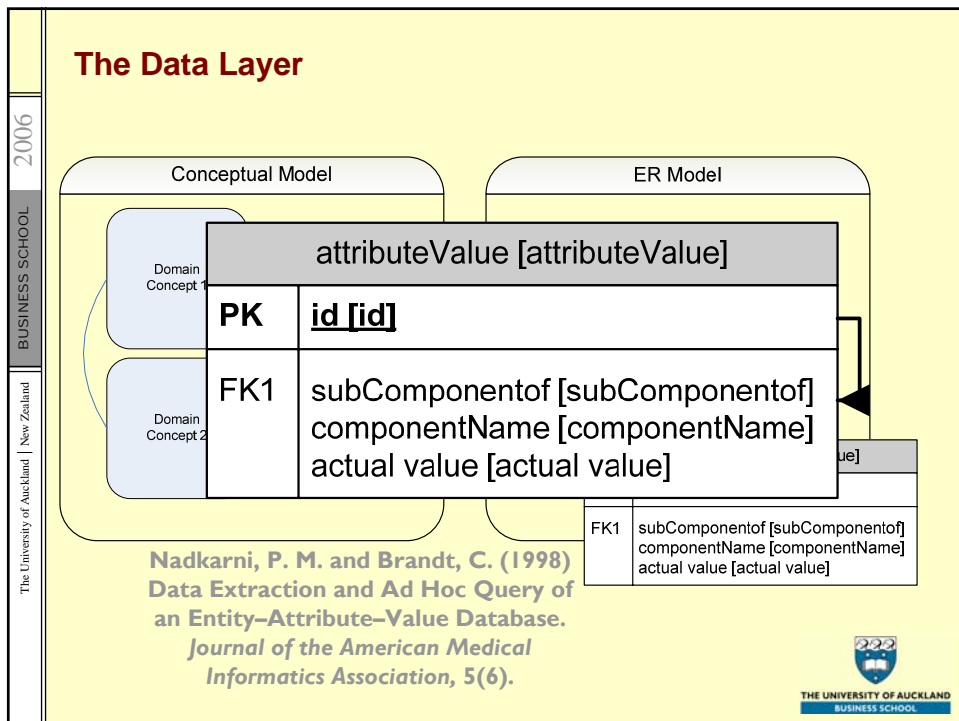 The Data Layer
2006
BUSINESS SCHOOL
The University of Auckland | New Zealand
Conceptual Model
ER Model
Domain
Concept 1
Domain
Concept 2
attributeValue [attributeValue]
PK
id [id]
FK1
subComponentof [subComponentof]
componentName [componentName]
actual value [actual value]
ue]
FK1
subComponentof [subComponentof]
componentName [componentName]
actual value [actual value]
Nadkarni, P. M. and Brandt, C. (1998)
Data Extraction and Ad Hoc Query of
an Entity–Attribute–Value Database.
Journal of the American Medical
Informatics Association, 5(6).
THE UNIVERSITY OF AUCKLAND
BUSINESS SCHOOL